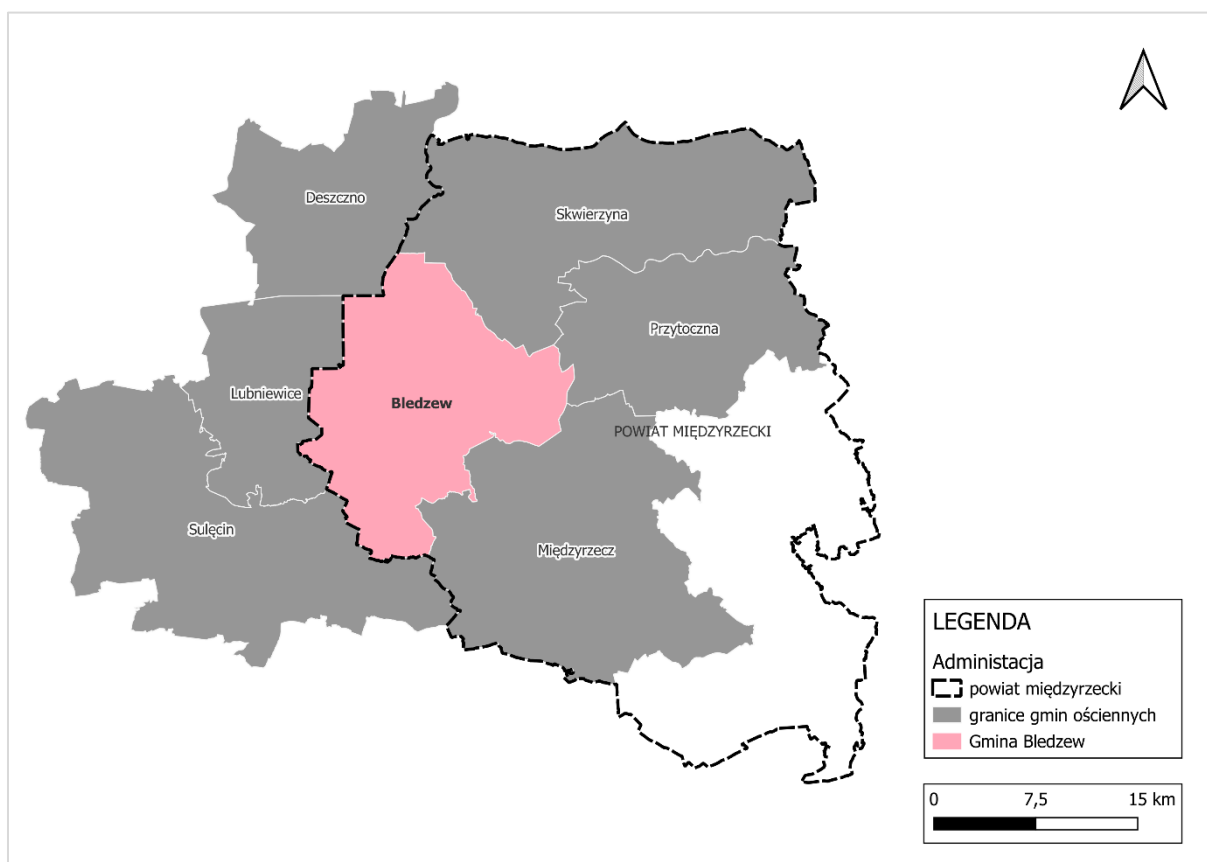 Deszczno
Skwierzyna
Przytoczna
Lubniewice
Bledzew
POWIAT MIĘDZYRZECKI
Sulęcin
Międzyrzecz
LEGENDA
Administacja
powiat międzyrzecki
granice gmin ościennych
Gmina Bledzew
0 7,5 15 km